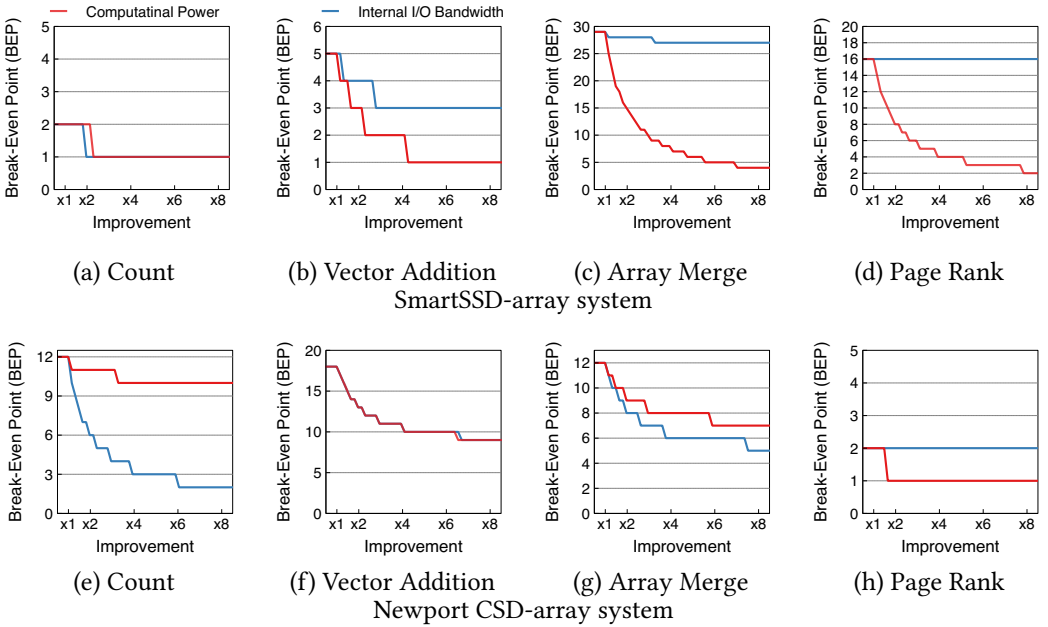 Computatinal Power
Internal I/O Bandwidth
Break-Even Point (BEP)
5
4
3
2
1
0
x1 x2 x4 x6 x8
Improvement
(a) Count
Break-Even Point (BEP)
6
5
4
3
2
1
0
x1 x2 x4 x6 x8
Improvement
(b) Vector Addition
Break-Even Point (BEP)
30
25
20
15
10
5
0
x1 x2 x4 x6 x8
Improvement
(c) Array Merge
Break-Even Point (BEP)
20
18
16
14
12
10
8
6
4
2
0
x1 x2 x4 x6 x8
Improvement
(d) Page Rank
SmartSSD-array system
Break-Even Point (BEP)
12
9
6
3
0
x1 x2 x4 x6 x8
Improvement
(e) Count
Break-Even Point (BEP)
20
15
10
5
0
x1 x2 x4 x6 x8
Improvement
(f) Vector Addition
Break-Even Point (BEP)
12
10
8
6
4
2
0
x1 x2 x4 x6 x8
Improvement
(g) Array Merge
Break-Even Point (BEP)
5
4
3
2
1
0
x1 x2 x4 x6 x8
Improvement
(h) Page Rank
Newport CSD-array system